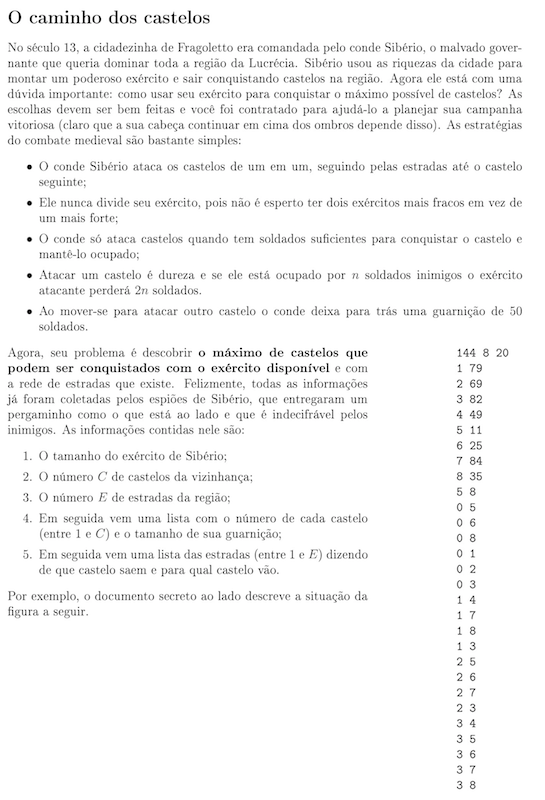 O caminho dos castelos
No século 13, a cidadezinha de Fragoletto era comandada pelo conde Sibério, o malvado gover-
nante que queria dominar toda a região da Lucrécia. Sibério usou as riquezas da cidade para
montar um poderoso exército e sair conquistando castelos na região. Agora ele está com uma
dúvida importante: como usar seu exército para conquistar o máximo possível de castelos? As
escolhas devem ser bem feitas e você foi contratado para ajudá-lo a planejar sua campanha
vitoriosa (claro que a sua cabeça continuar em cima dos ombros depende disso). As estratégias
do combate medieval são bastante simples:
• O conde Sibério ataca os castelos de um em um, seguindo pelas estradas até o castelo
seguinte;
• Ele nunca divide seu exército, pois não é esperto ter dois exércitos mais fracos em vez de
um mais forte;
• O conde só ataca castelos quando tem soldados suficientes para conquistar o castelo e
mantê-lo ocupado;
• Atacar um castelo é dureza e se ele está ocupado por n soldados inimigos o exército
atacante perderá 2n soldados.
• Ao mover-se para atacar outro castelo o conde deixa para trás uma guarnição de 50
soldados.
Agora, seu problema é descobrir o máximo de castelos que
podem ser conquistados com o exército disponível e com
a rede de estradas que existe. Felizmente, todas as informações
já foram coletadas pelos espiões de Sibério, que entregaram um
pergaminho como o que está ao lado e que é indecifrável pelos
inimigos. As informações contidas nele são:
1. O tamanho do exército de Sibério;
2. O número C de castelos da vizinhança;
3. O número E de estradas da região;
4. Em seguida vem uma lista com o número de cada castelo
(entre 1 e C) e o tamanho de sua guarnição;
5. Em seguida vem uma lista das estradas (entre 1 e E) dizendo
de que castelo saem e para qual castelo vão.
Por exemplo, o documento secreto ao lado descreve a situação da
figura a seguir.
144 8 20
1 79
2 69
3 82
4 49
5 11
6 25
7 84
8 35
5 8
0 5
0 6
0 8
0 1
0 2
0 3
1 4
1 7
1 8
1 3
2 5
2 6
2 7
2 3
3 4
3 5
3 6
3 7
3 8